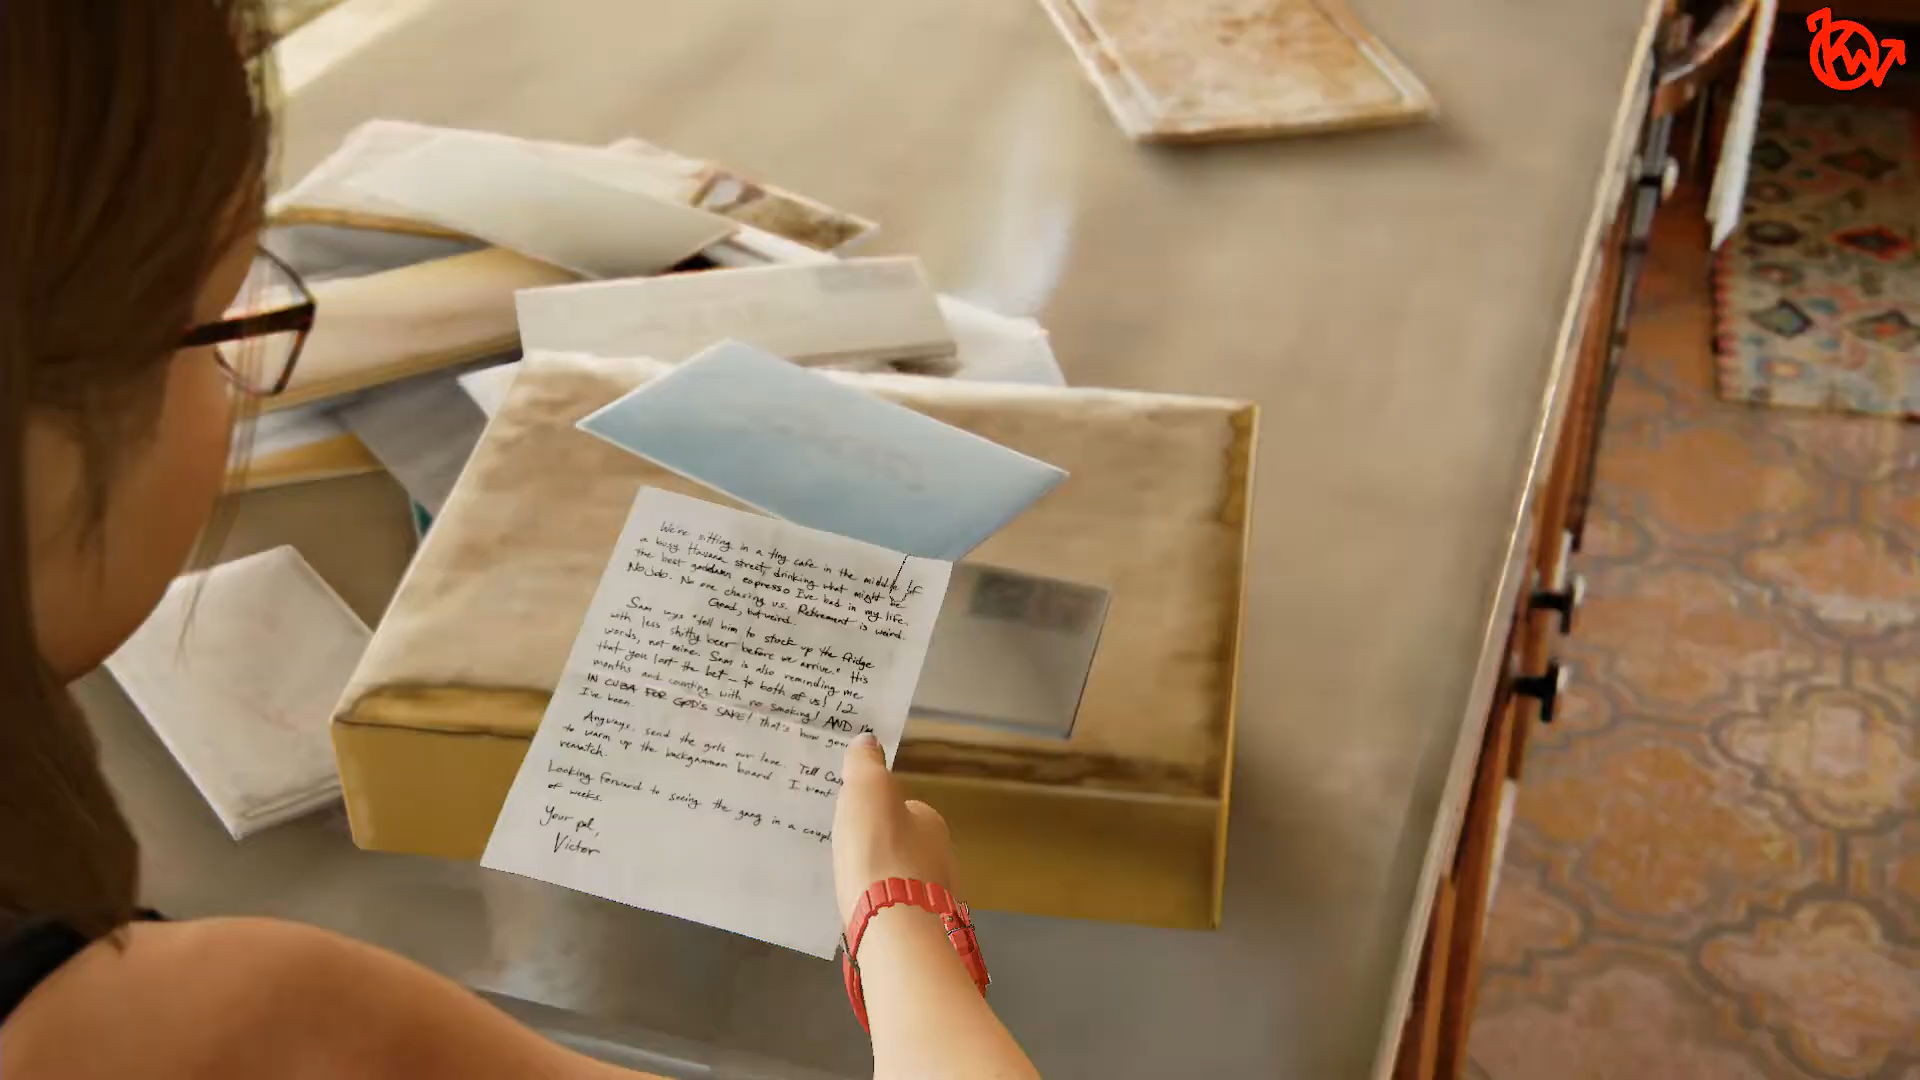 We're sitting in a tiny cafe in the middle of
a busy Havana street, drinking what might be
the best goddamn espresso I've had in my life.
No job. No one chasing us. Retirement is weird.
Good, but weird.
Sam says "tell him to stock up the fridge
with less shitty beer before we arrive." His
words, not mine. Sam is also reminding me
that you lost the bet – to both of us! 12
months and counting with no smoking! AND I'm
IN CUBA FOR GOD'S SAKE! That's how good
I've been.
Anyways, send the girls our love. Tell Cas
to warm up the backgammon board. I want
rematch.
Looking forward to seeing the gang in a coupl
of weeks.
Your pal,
Victor
KW